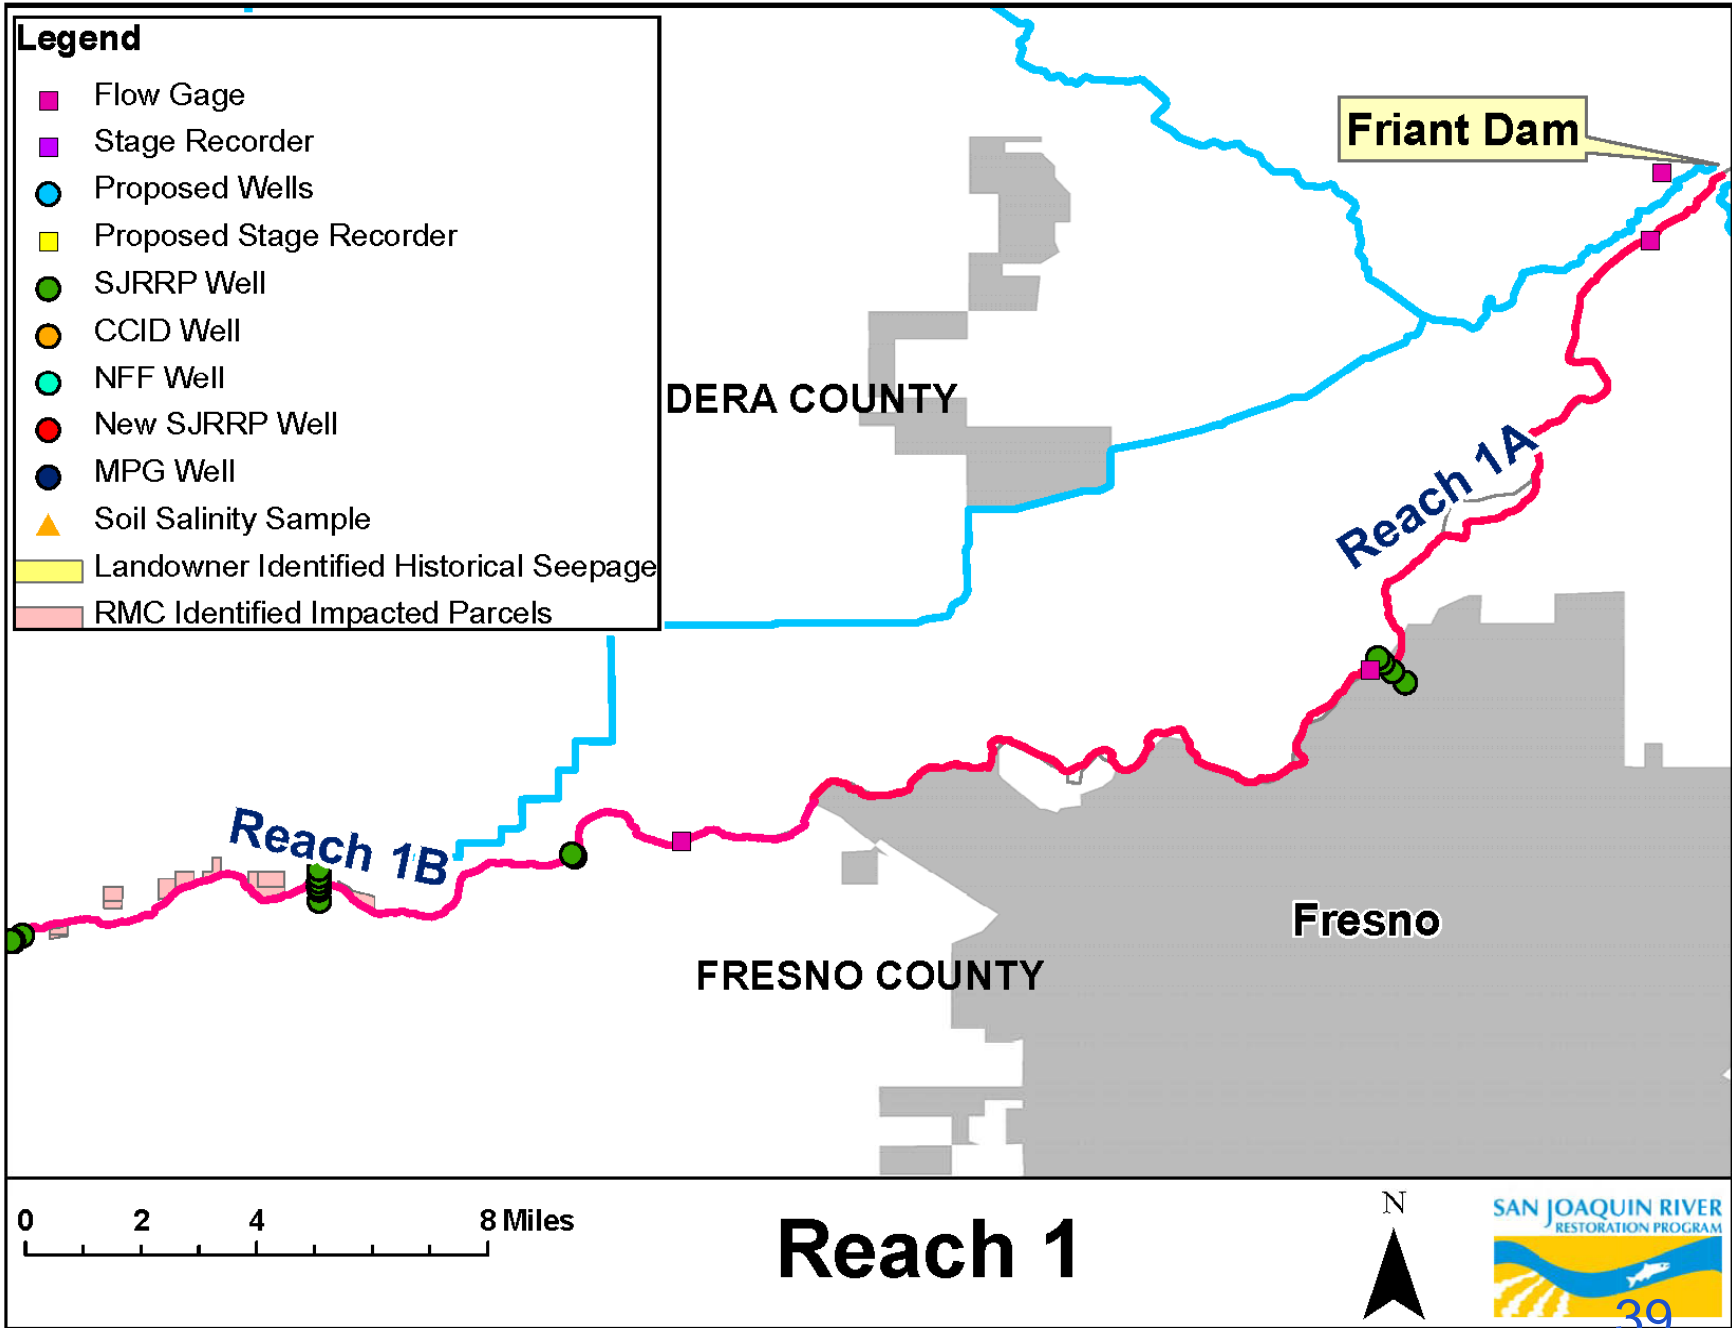 Legend
Flow Gage
Stage Recorder
Proposed Wells
Proposed Stage Recorder
SJRRP Well
CCID Well
NFF Well
New SJRRP Well
MPG Well
Soil Salinity Sample
Landowner Identified Historical Seepage
RMC Identified Impacted Parcels
Friant Dam
DERA COUNTY
Reach 1A
Reach 1B
Fresno
FRESNO COUNTY
0 2 4 8 Miles
Reach 1
N
SAN JOAQUIN RIVER
RESTORATION PROGRAM
39